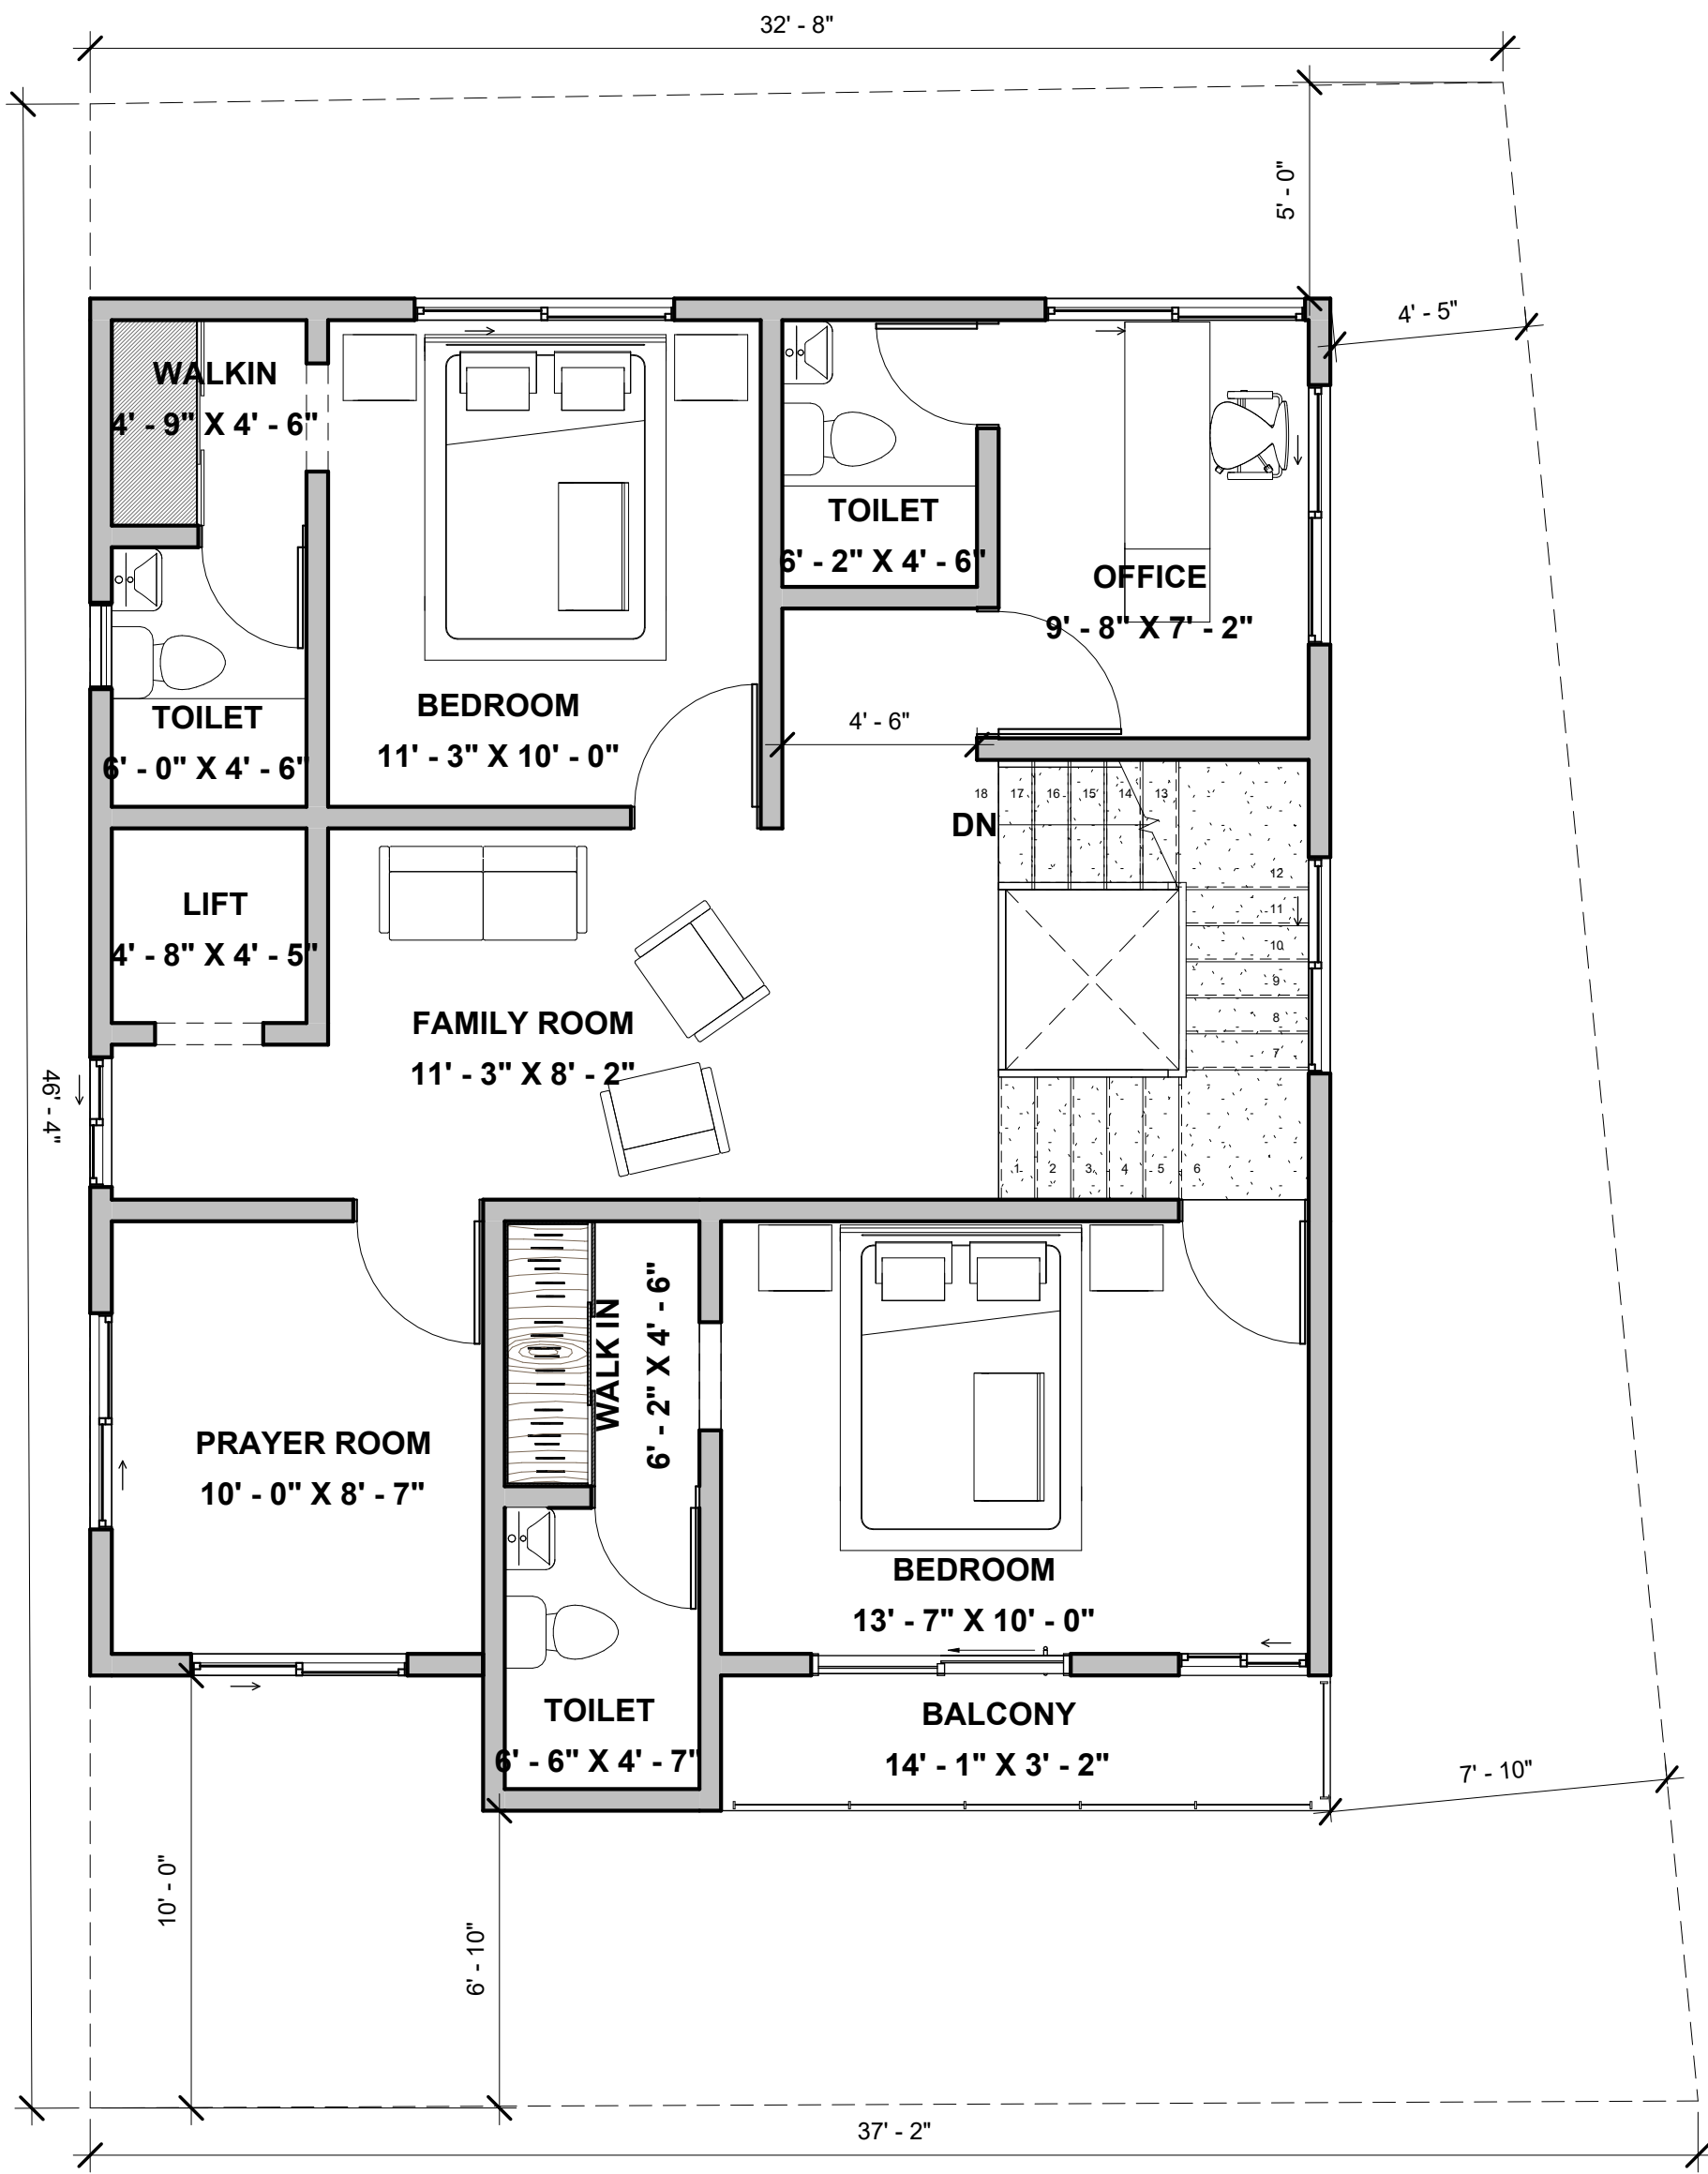 32' - 8"
5' - 0"
4' - 5"
WALKIN
4' - 9" X 4' - 6"
TOILET
6' - 2" X 4' - 6"
OFFICE
9' - 8" X 7' - 2"
BEDROOM
11' - 3" X 10' - 0"
TOILET
6' - 0" X 4' - 6"
4' - 6"
18 17 16 15 14 13
DN
12
11
10
9
8
7
LIFT
4' - 8" X 4' - 5"
FAMILY ROOM
11' - 3" X 8' - 2"
46' - 4"
1 2 3 4 5 6
WALK IN
6' - 2" X 4' - 6"
PRAYER ROOM
10' - 0" X 8' - 7"
BEDROOM
13' - 7" X 10' - 0"
TOILET
6' - 6" X 4' - 7"
BALCONY
14' - 1" X 3' - 2"
7' - 10"
10' - 0"
6' - 10"
37' - 2"